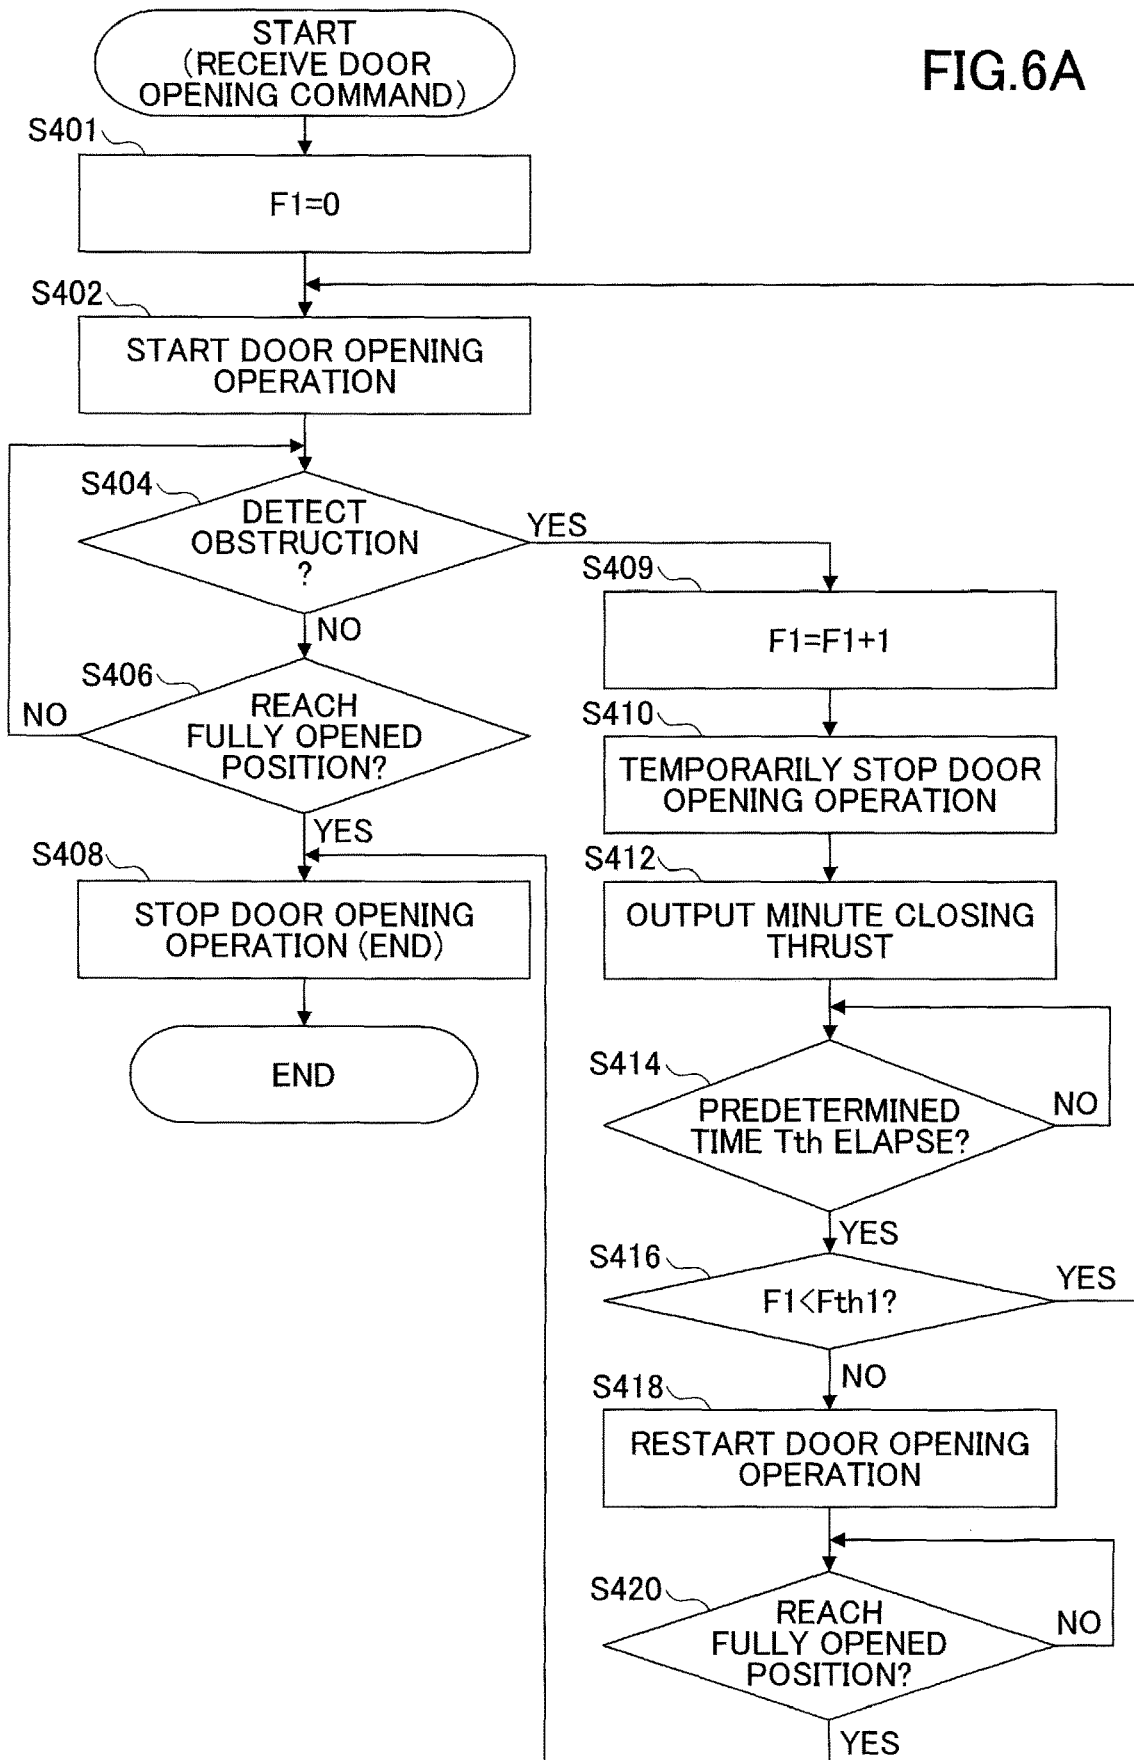 FIG.6A
START
(RECEIVE DOOR
OPENING COMMAND)
S401
F1=0
S402
START DOOR OPENING
OPERATION
S404
DETECT
OBSTRUCTION
?
YES
NO
S406
REACH
FULLY OPENED
POSITION?
NO
YES
S408
STOP DOOR OPENING
OPERATION (END)
END
S409
F1=F1+1
S410
TEMPORARILY STOP DOOR
OPENING OPERATION
S412
OUTPUT MINUTE CLOSING
THRUST
S414
PREDETERMINED
TIME Tth ELAPSE?
NO
YES
S416
F1<Fth1?
YES
NO
S418
RESTART DOOR OPENING
OPERATION
S420
REACH
FULLY OPENED
POSITION?
NO
YES